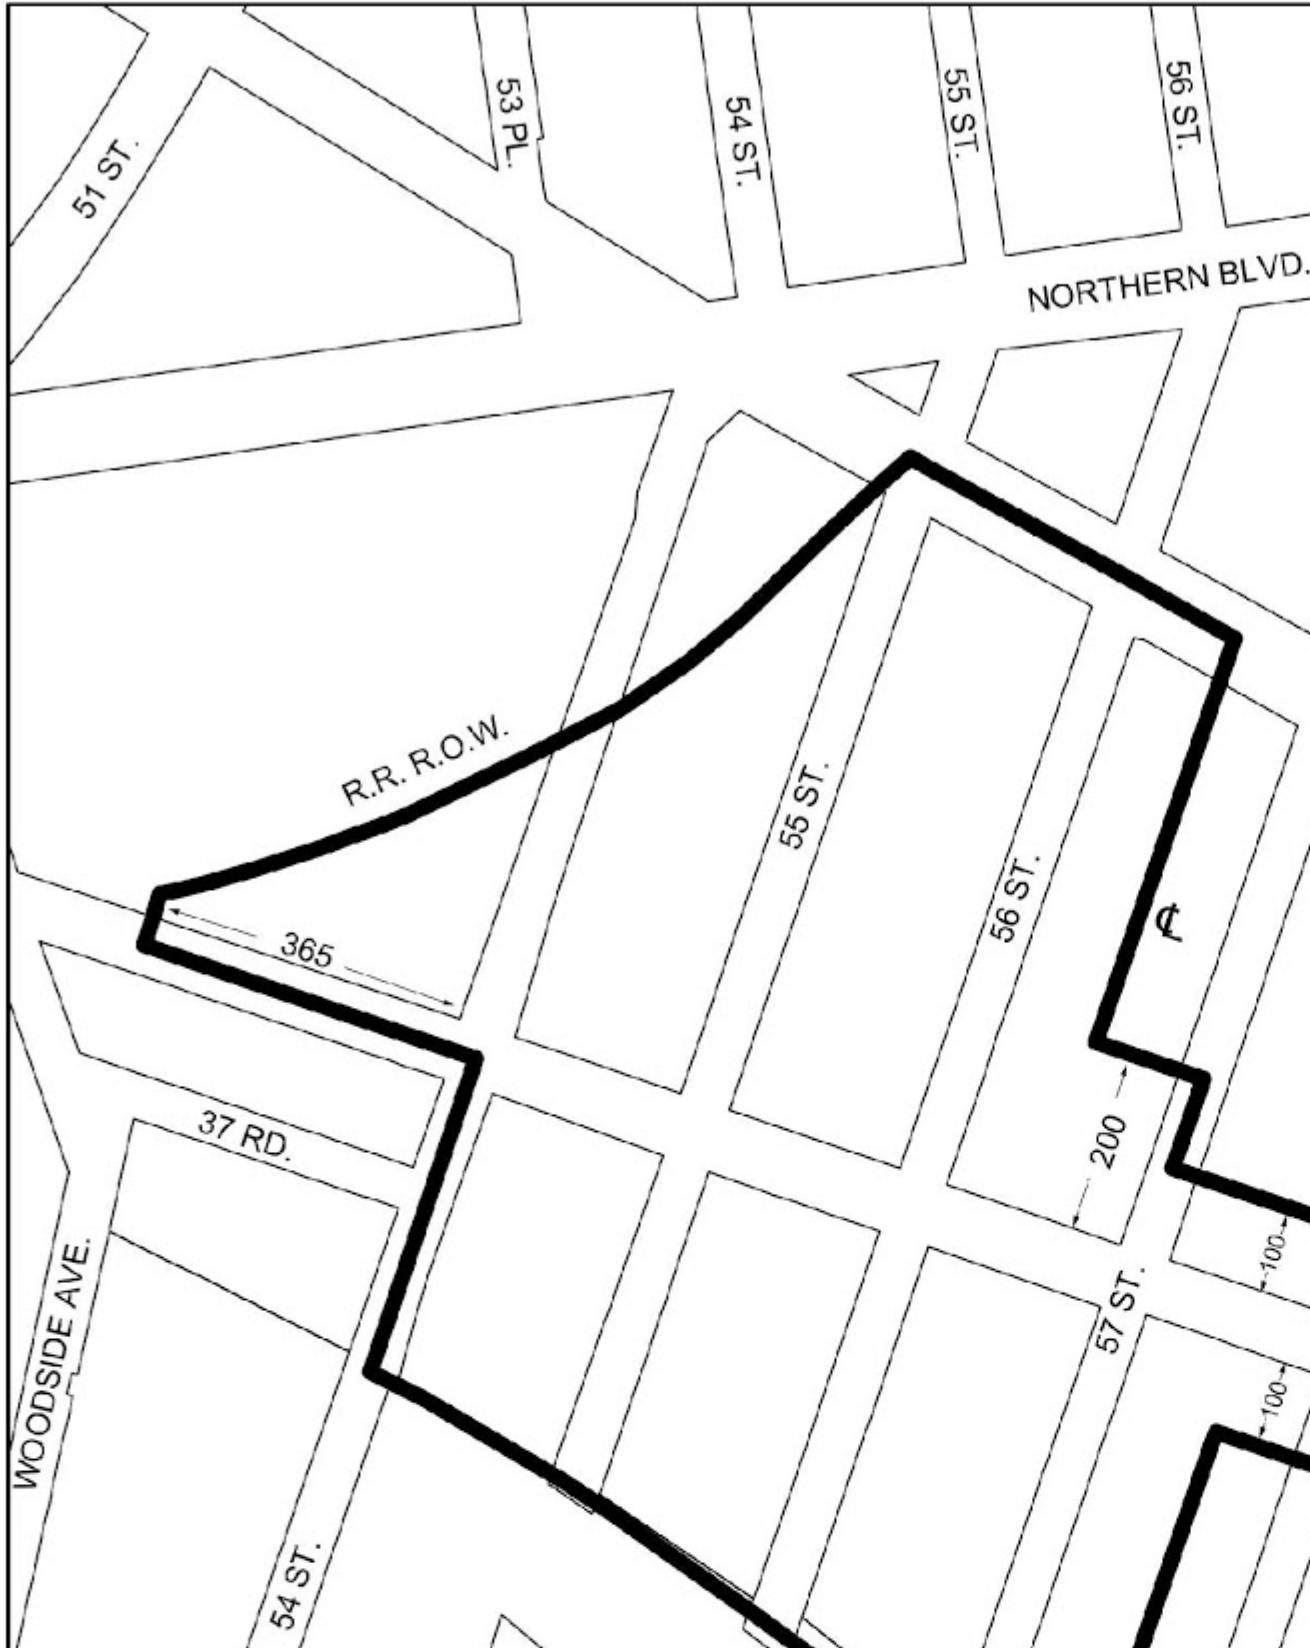 53 PL.
54 ST.
55 ST.
56 ST.
51 ST.
NORTHERN BLVD.
R.R. R.O.W.
55 ST.
56 ST.
℄
365
37 RD.
200
100
57 ST.
WOODSIDE AVE.
100
54 ST.